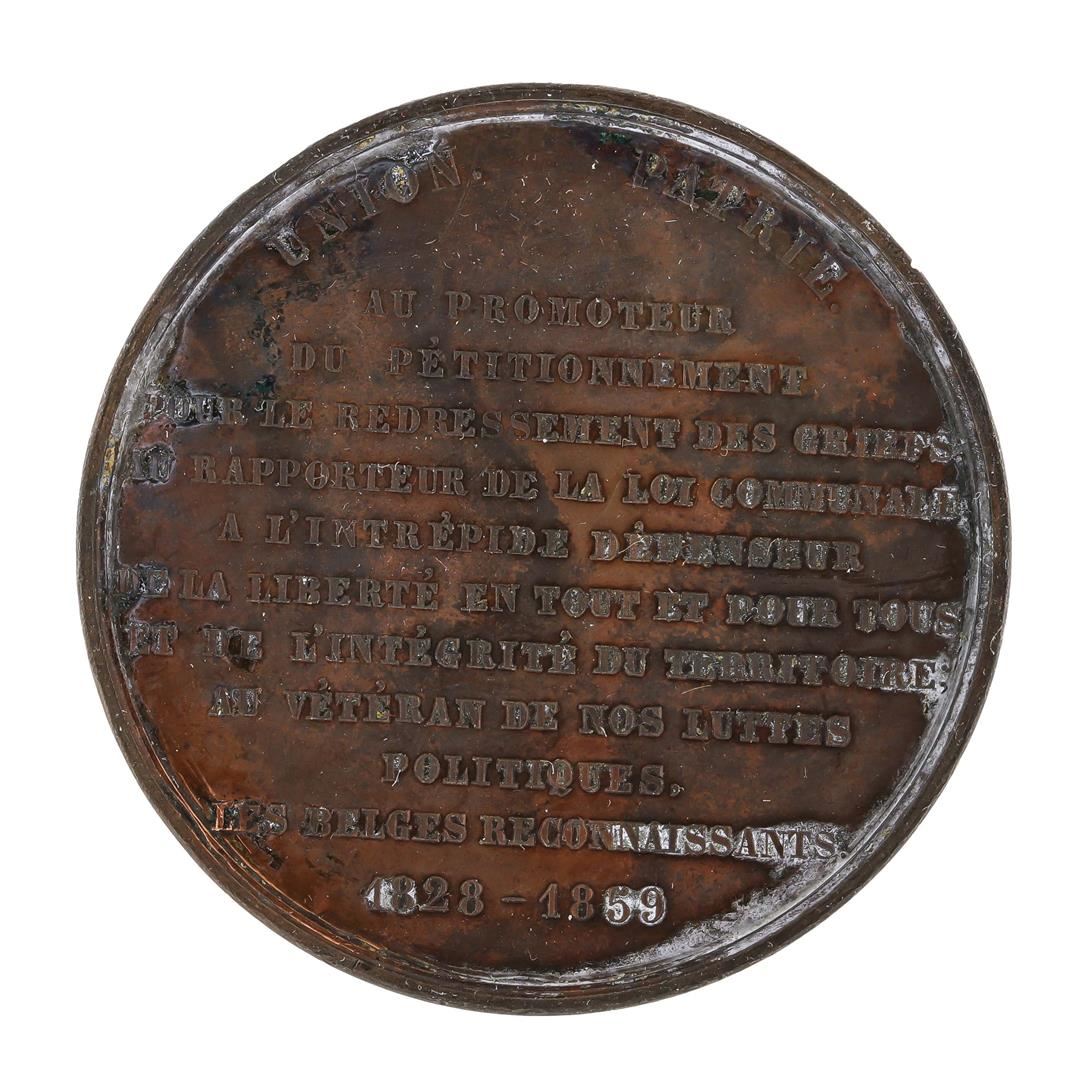 UNION. PATRIE.
AU PROMOTEUR
DU PÉTITIONNEMENT
POUR LE REDRESSEMENT DES GRIEFS,
AU RAPPORTEUR DE LA LOI COMMUNALE
A L'INTRÉPIDE DÉFENSEUR
DE LA LIBERTÉ EN TOUT ET POUR TOUS
ET DE L'INTÉGRITÉ DU TERRITOIRE,
AU VÉTÉRAN DE NOS LUTTES
POLITIQUES,
LES BELGES RECONNAISSANTS.
1828 - 1859